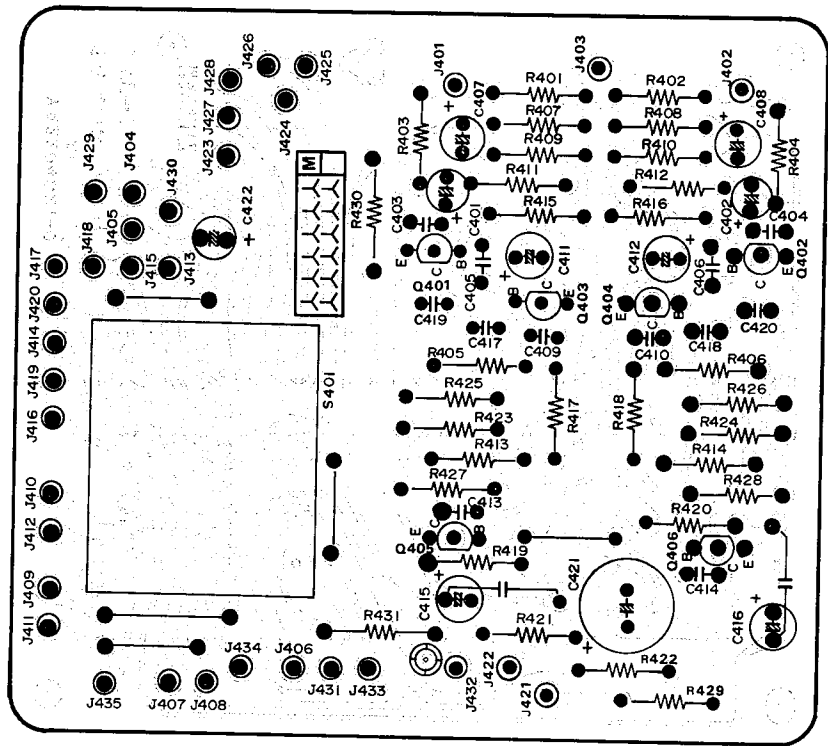 J426
J425
J428
J427
J424
J423
J429
J404
J430
J405
C422
+
J418
J417
J415
J413
J420
J414
J419
J416
J410
J412
J409
J411
S401
M
R430
J401
J403
J402
C407
+
R401
R402
C408
+
R403
R407
R408
R404
R409
R410
R411
R412
C403
C401
+
R415
R416
C402
+
C404
E
C
B
Q401
C405
C411
+
C412
+
C406
B
C
E
Q402
C419
B
C
E
Q403
Q404
E
C
B
C420
C417
C409
C410
C418
R405
R406
R425
R426
R423
R417
R418
R424
R413
R414
R427
R428
C413
R420
E
C
B
Q405
R419
C421
+
Q406
B
C
E
C414
C415
+
C416
+
R431
R421
R422
R429
J434
J406
J435
J407
J408
J431
J433
J432
J422
J421